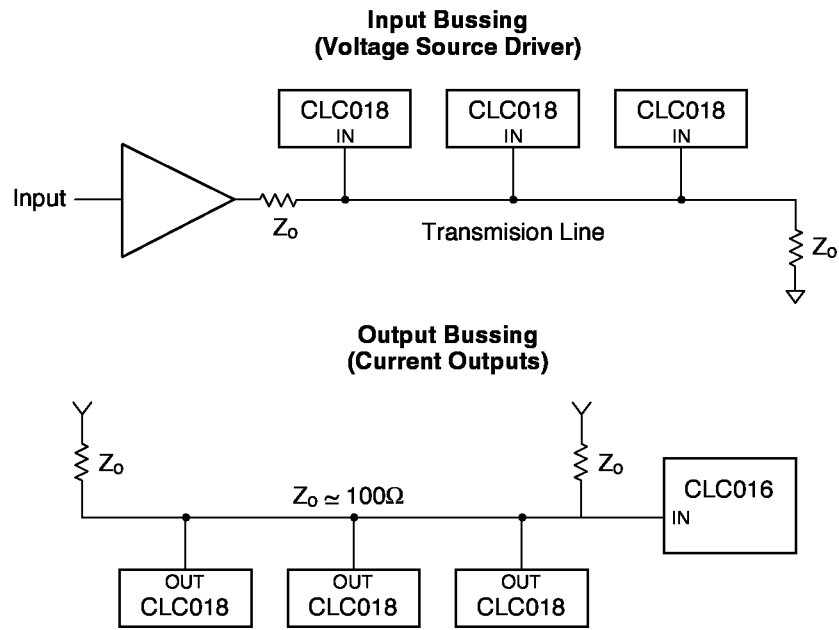 Input Bussing
(Voltage Source Driver)
CLC018 CLC018 CLC018
IN IN IN
Input
Zo
Transmision Line
Zo
Output Bussing
(Current Outputs)
Zo
Zo
Zo ≃ 100Ω
CLC016
IN
OUT OUT OUT
CLC018 CLC018 CLC018